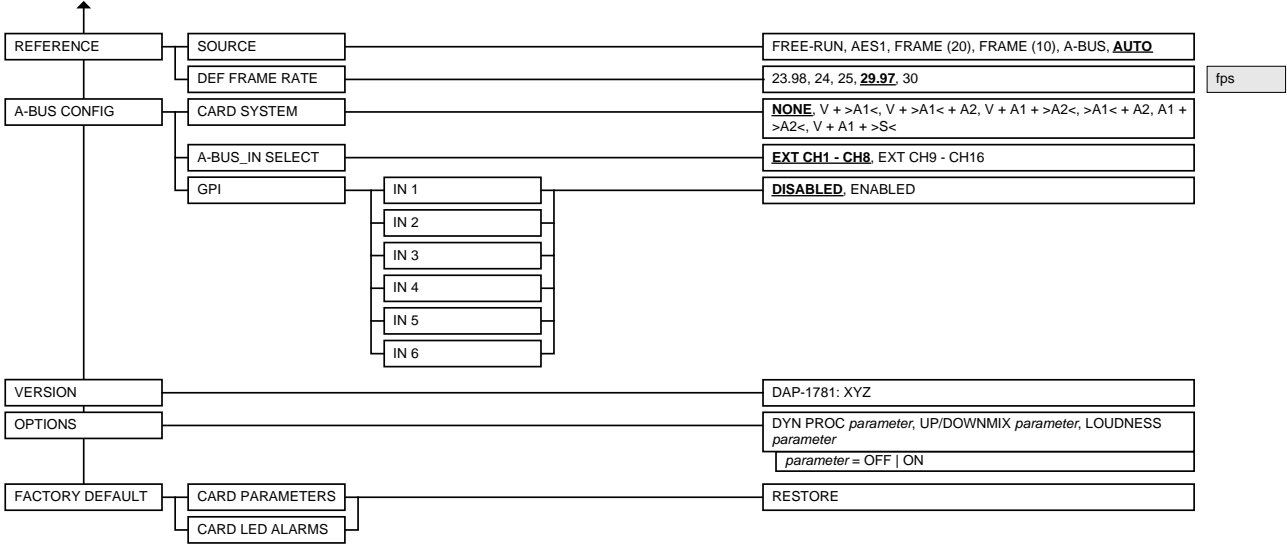 REFERENCE SOURCE FREE-RUN, AES1, FRAME (20), FRAME (10), A-BUS, AUTO
DEF FRAME RATE 23.98, 24, 25, 29.97, 30 fps
A-BUS CONFIG CARD SYSTEM NONE, V + >A1<, V + >A1< + A2, V + A1 + >A2<, >A1< + A2, A1 +
>A2<, V + A1 + >S<
A-BUS_IN SELECT EXT CH1 - CH8, EXT CH9 - CH16
GPI IN 1 DISABLED, ENABLED
IN 2
IN 3
IN 4
IN 5
IN 6
VERSION DAP-1781: XYZ
OPTIONS DYN PROC parameter, UP/DOWNMIX parameter, LOUDNESS
parameter
parameter = OFF | ON
FACTORY DEFAULT CARD PARAMETERS RESTORE
CARD LED ALARMS